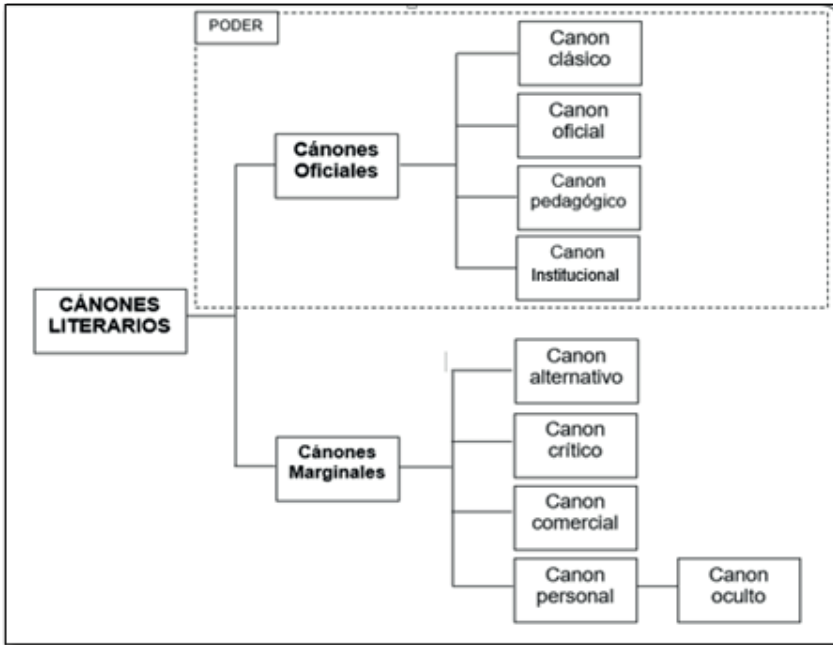 PODER
Canon
clásico
Canon
oficial
Cánones
Oficiales
Canon
pedagógico
Canon
Institucional
CÁNONES
LITERARIOS
Canon
alternativo
Canon
crítico
Cánones
Marginales
Canon
comercial
Canon
personal
Canon
oculto